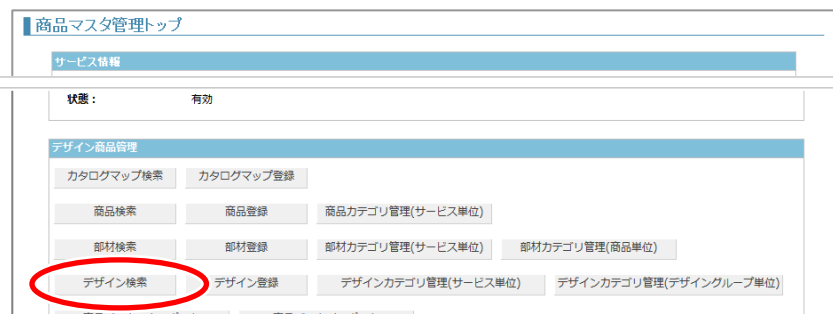 商品マスタ管理トップ
サービス情報
状態： 有効
デザイン商品管理
カタログマップ検索 カタログマップ登録
商品検索 商品登録 商品カテゴリ管理(サービス単位)
部材検索 部材登録 部材カテゴリ管理(サービス単位) 部材カテゴリ管理(商品単位)
デザイン検索 デザイン登録 デザインカテゴリ管理(サービス単位) デザインカテゴリ管理(デザイングループ単位)